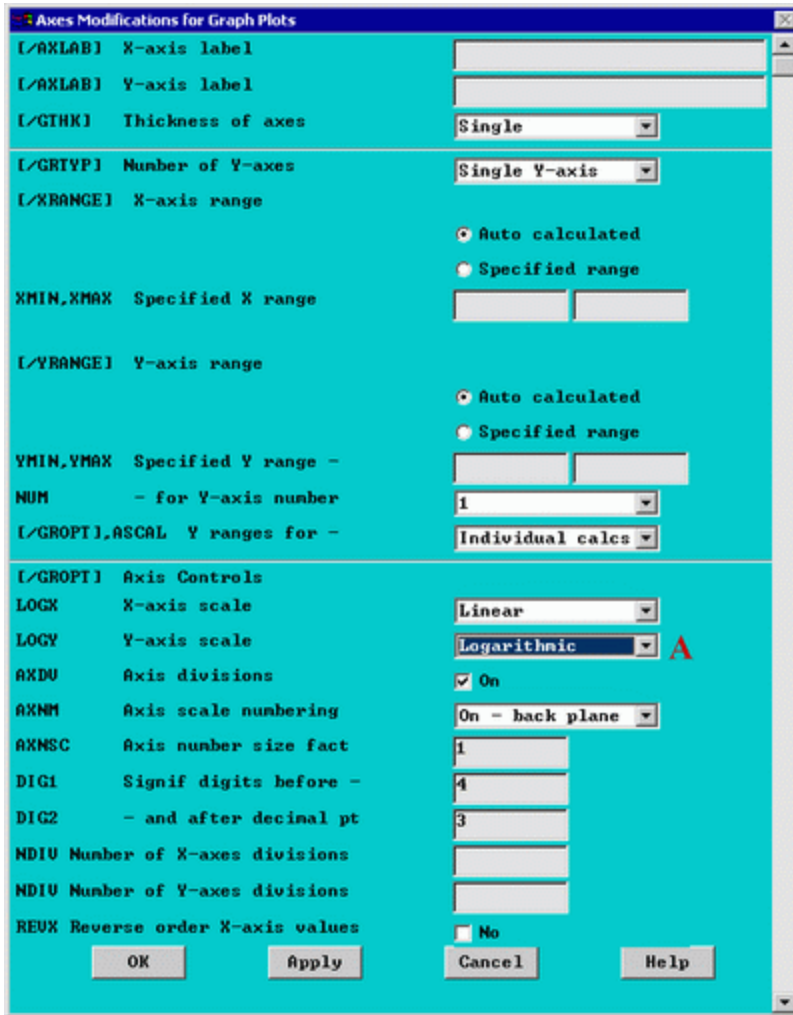 Axes Modifications for Graph Plots
[/AXLAB] X-axis label
[/AXLAB] Y-axis label
[/GTHK] Thickness of axes Single
[/GRTYP] Number of Y-axes Single Y-axis
[/XRANGE] X-axis range
Auto calculated
Specified range
XMIN,XMAX Specified X range
[/YRANGE] Y-axis range
Auto calculated
Specified range
YMIN,YMAX Specified Y range -
NUM - for Y-axis number 1
[/GROPT],ASCAL Y ranges for - Individual calcs
[/GROPT] Axis Controls
LOGX X-axis scale Linear
LOGY Y-axis scale Logarithmic A
AXDV Axis divisions On
AXNM Axis scale numbering On - back plane
AXNSC Axis number size fact 1
DIG1 Signif digits before - 4
DIG2 - and after decimal pt 3
NDIV Number of X-axes divisions
NDIV Number of Y-axes divisions
REVX Reverse order X-axis values No
OK Apply Cancel Help